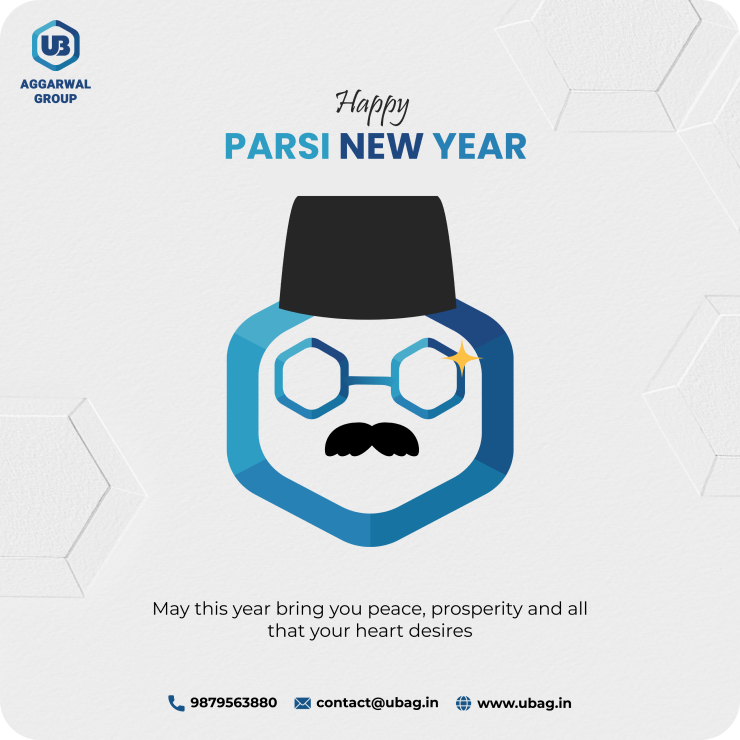 UB
AGGARWAL
GROUP
Happy
PARSI NEW YEAR
May this year bring you peace, prosperity and all
that your heart desires
9879563880 contact@ubag.in www.ubag.in